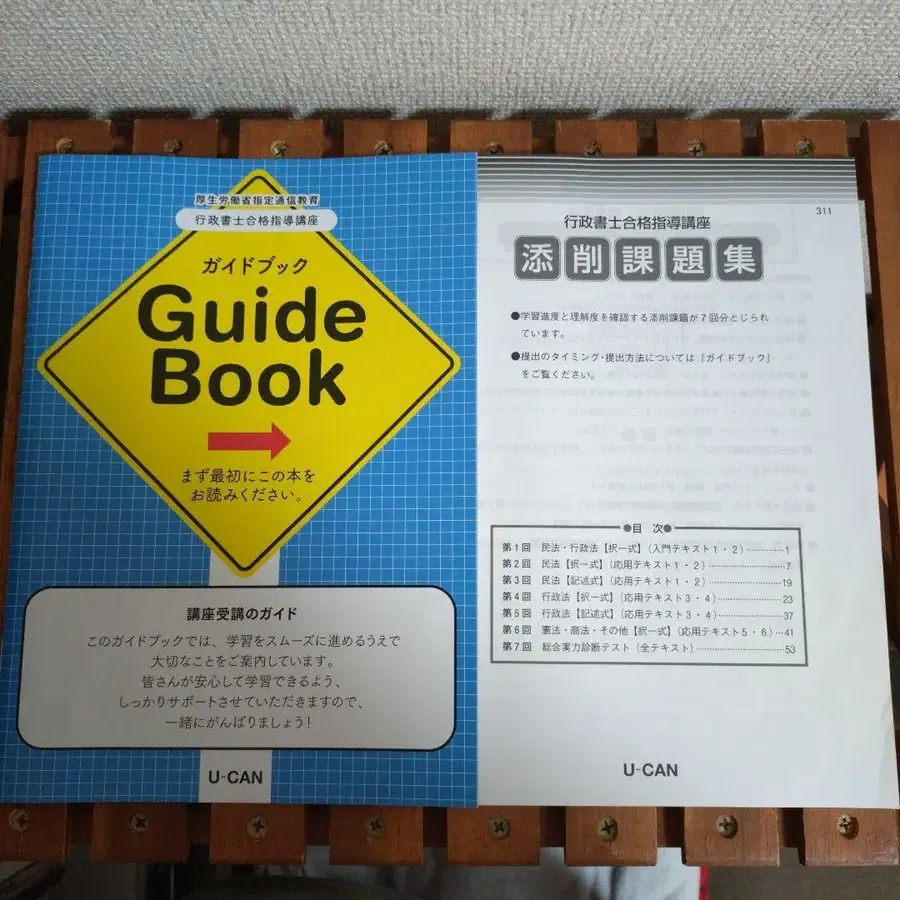 厚生労働省指定通信教育
行政書士合格指導講座
ガイドブック
Guide
Book
まず最初にこの本を
お読みください。
講座受講のガイド
このガイドブックでは、学習をスムーズに進めるうえで
大切なことをご案内しています。
皆さんが安心して学習できるよう、
しっかりサポートさせていただきますので、
一緒にがんばりましょう！
U-CAN
311
行政書士合格指導講座
添削課題集
●学習進度と理解度を確認する添削課題が７回分とじられ
ています。
●提出のタイミング・提出方法については『ガイドブック』
をご覧ください。
●目 次●
第１回 民法・行政法【択一式】（入門テキスト１・２）……………1
第２回 民法【択一式】（応用テキスト１・２）……………7
第３回 民法【記述式】（応用テキスト１・２）……………19
第４回 行政法【択一式】（応用テキスト３・４）……………23
第５回 行政法【記述式】（応用テキスト３・４）……………37
第６回 憲法・商法・その他【択一式】（応用テキスト５・６）…41
第７回 総合実力診断テスト（全テキスト）……………53
U-CAN